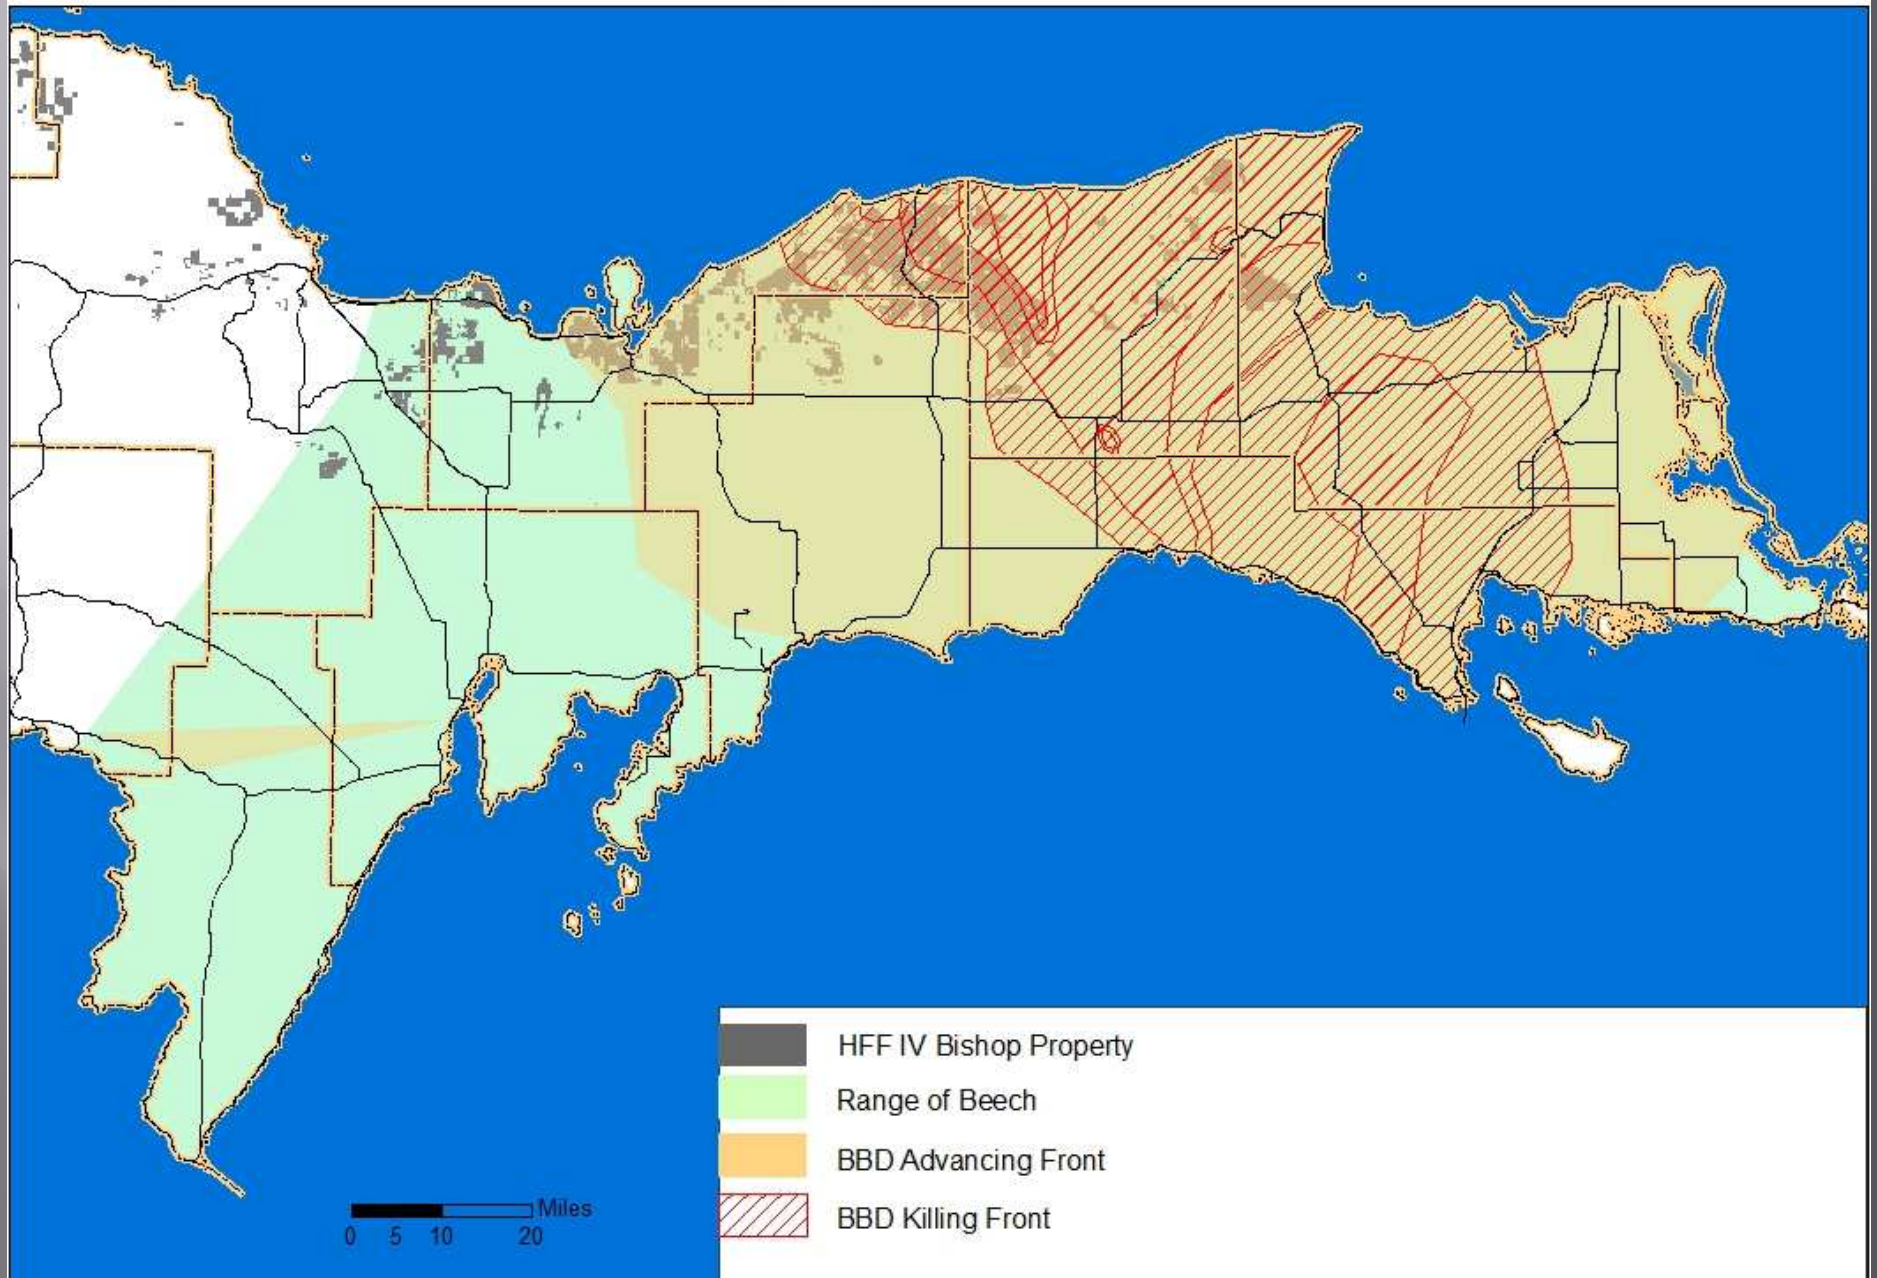 HFF IV Bishop Property
Range of Beech
BBD Advancing Front
BBD Killing Front
Miles
0 5 10 20